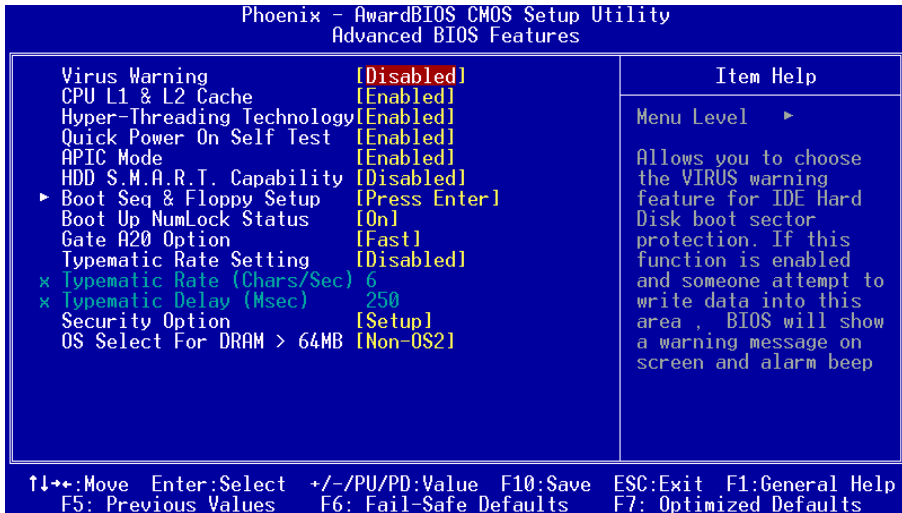 Phoenix - AwardBIOS CMOS Setup Utility
Advanced BIOS Features
Virus Warning [Disabled]
CPU L1 & L2 Cache [Enabled]
Hyper-Threading Technology[Enabled]
Quick Power On Self Test [Enabled]
APIC Mode [Enabled]
HDD S.M.A.R.T. Capability [Disabled]
► Boot Seq & Floppy Setup [Press Enter]
Boot Up NumLock Status [On]
Gate A20 Option [Fast]
Typematic Rate Setting [Disabled]
x Typematic Rate (Chars/Sec) 6
x Typematic Delay (Msec) 250
Security Option [Setup]
OS Select For DRAM > 64MB [Non-OS2]
Item Help
Menu Level ►
Allows you to choose
the VIRUS warning
feature for IDE Hard
Disk boot sector
protection. If this
function is enabled
and someone attempt to
write data into this
area , BIOS will show
a warning message on
screen and alarm beep
↑↓→←:Move Enter:Select +/-/PU/PD:Value F10:Save ESC:Exit F1:General Help
F5: Previous Values F6: Fail-Safe Defaults F7: Optimized Defaults